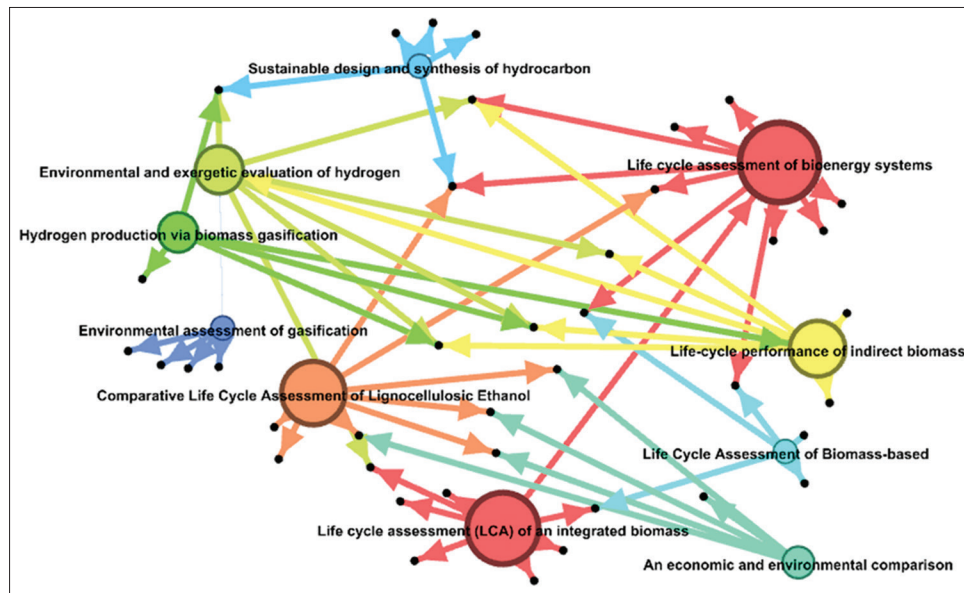 Sustainable design and synthesis of hydrocarbon
Life cycle assessment of bioenergy systems
Environmental and exergetic evaluation of hydrogen
Hydrogen production via biomass gasification
Environmental assessment of gasification
Life-cycle performance of indirect biomass
Comparative Life Cycle Assessment of Lignocellulosic Ethanol
Life Cycle Assessment of Biomass-based
Life cycle assessment (LCA) of an integrated biomass
An economic and environmental comparison